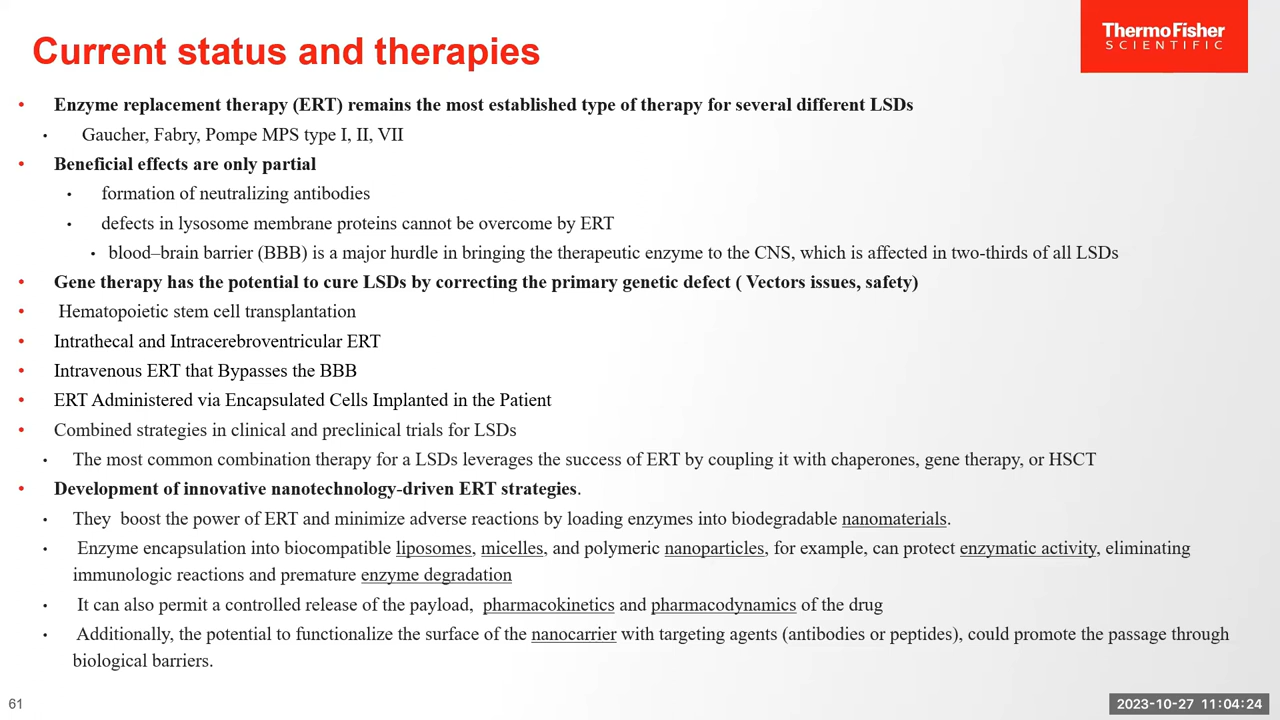 Current status and therapies
ThermoFisher
SCIENTIFIC
• Enzyme replacement therapy (ERT) remains the most established type of therapy for several different LSDs
• Gaucher, Fabry, Pompe MPS type I, II, VII
• Beneficial effects are only partial
• formation of neutralizing antibodies
• defects in lysosome membrane proteins cannot be overcome by ERT
• blood–brain barrier (BBB) is a major hurdle in bringing the therapeutic enzyme to the CNS, which is affected in two-thirds of all LSDs
• Gene therapy has the potential to cure LSDs by correcting the primary genetic defect ( Vectors issues, safety)
• Hematopoietic stem cell transplantation
• Intrathecal and Intracerebroventricular ERT
• Intravenous ERT that Bypasses the BBB
• ERT Administered via Encapsulated Cells Implanted in the Patient
• Combined strategies in clinical and preclinical trials for LSDs
• The most common combination therapy for a LSDs leverages the success of ERT by coupling it with chaperones, gene therapy, or HSCT
• Development of innovative nanotechnology-driven ERT strategies.
• They boost the power of ERT and minimize adverse reactions by loading enzymes into biodegradable nanomaterials.
• Enzyme encapsulation into biocompatible liposomes, micelles, and polymeric nanoparticles, for example, can protect enzymatic activity, eliminating
immunologic reactions and premature enzyme degradation
• It can also permit a controlled release of the payload, pharmacokinetics and pharmacodynamics of the drug
• Additionally, the potential to functionalize the surface of the nanocarrier with targeting agents (antibodies or peptides), could promote the passage through
biological barriers.
61
2023-10-27 11:04:24